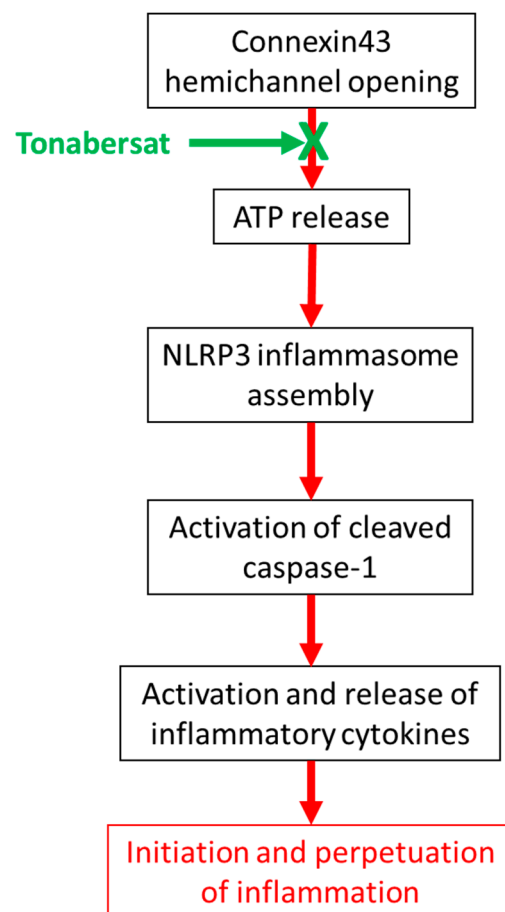 Connexin43
hemichannel opening
Tonabersat
X
ATP release
NLRP3 inflammasome
assembly
Activation of cleaved
caspase-1
Activation and release of
inflammatory cytokines
Initiation and perpetuation
of inflammation